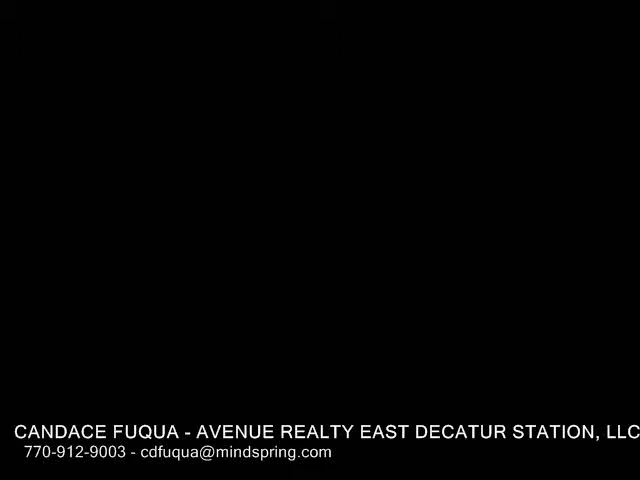 CANDACE FUQUA - AVENUE REALTY EAST DECATUR STATION, LLC
770-912-9003 - cdfuqua@mindspring.com